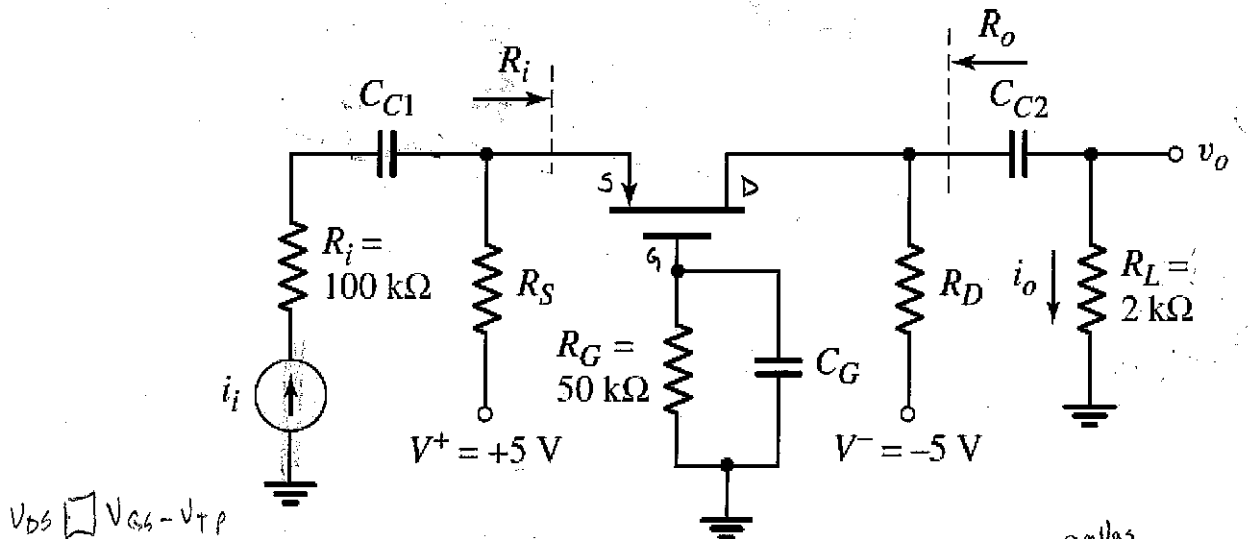 R_o
R_i
C_C1
C_C2
v_o
S
D
G
R_i =
100 kΩ
R_S
R_D
i_o
R_L =
2 kΩ
R_G =
50 kΩ
C_G
i_i
V^+ = +5 V
V^- = –5 V
V_DS V_GS - V_TP